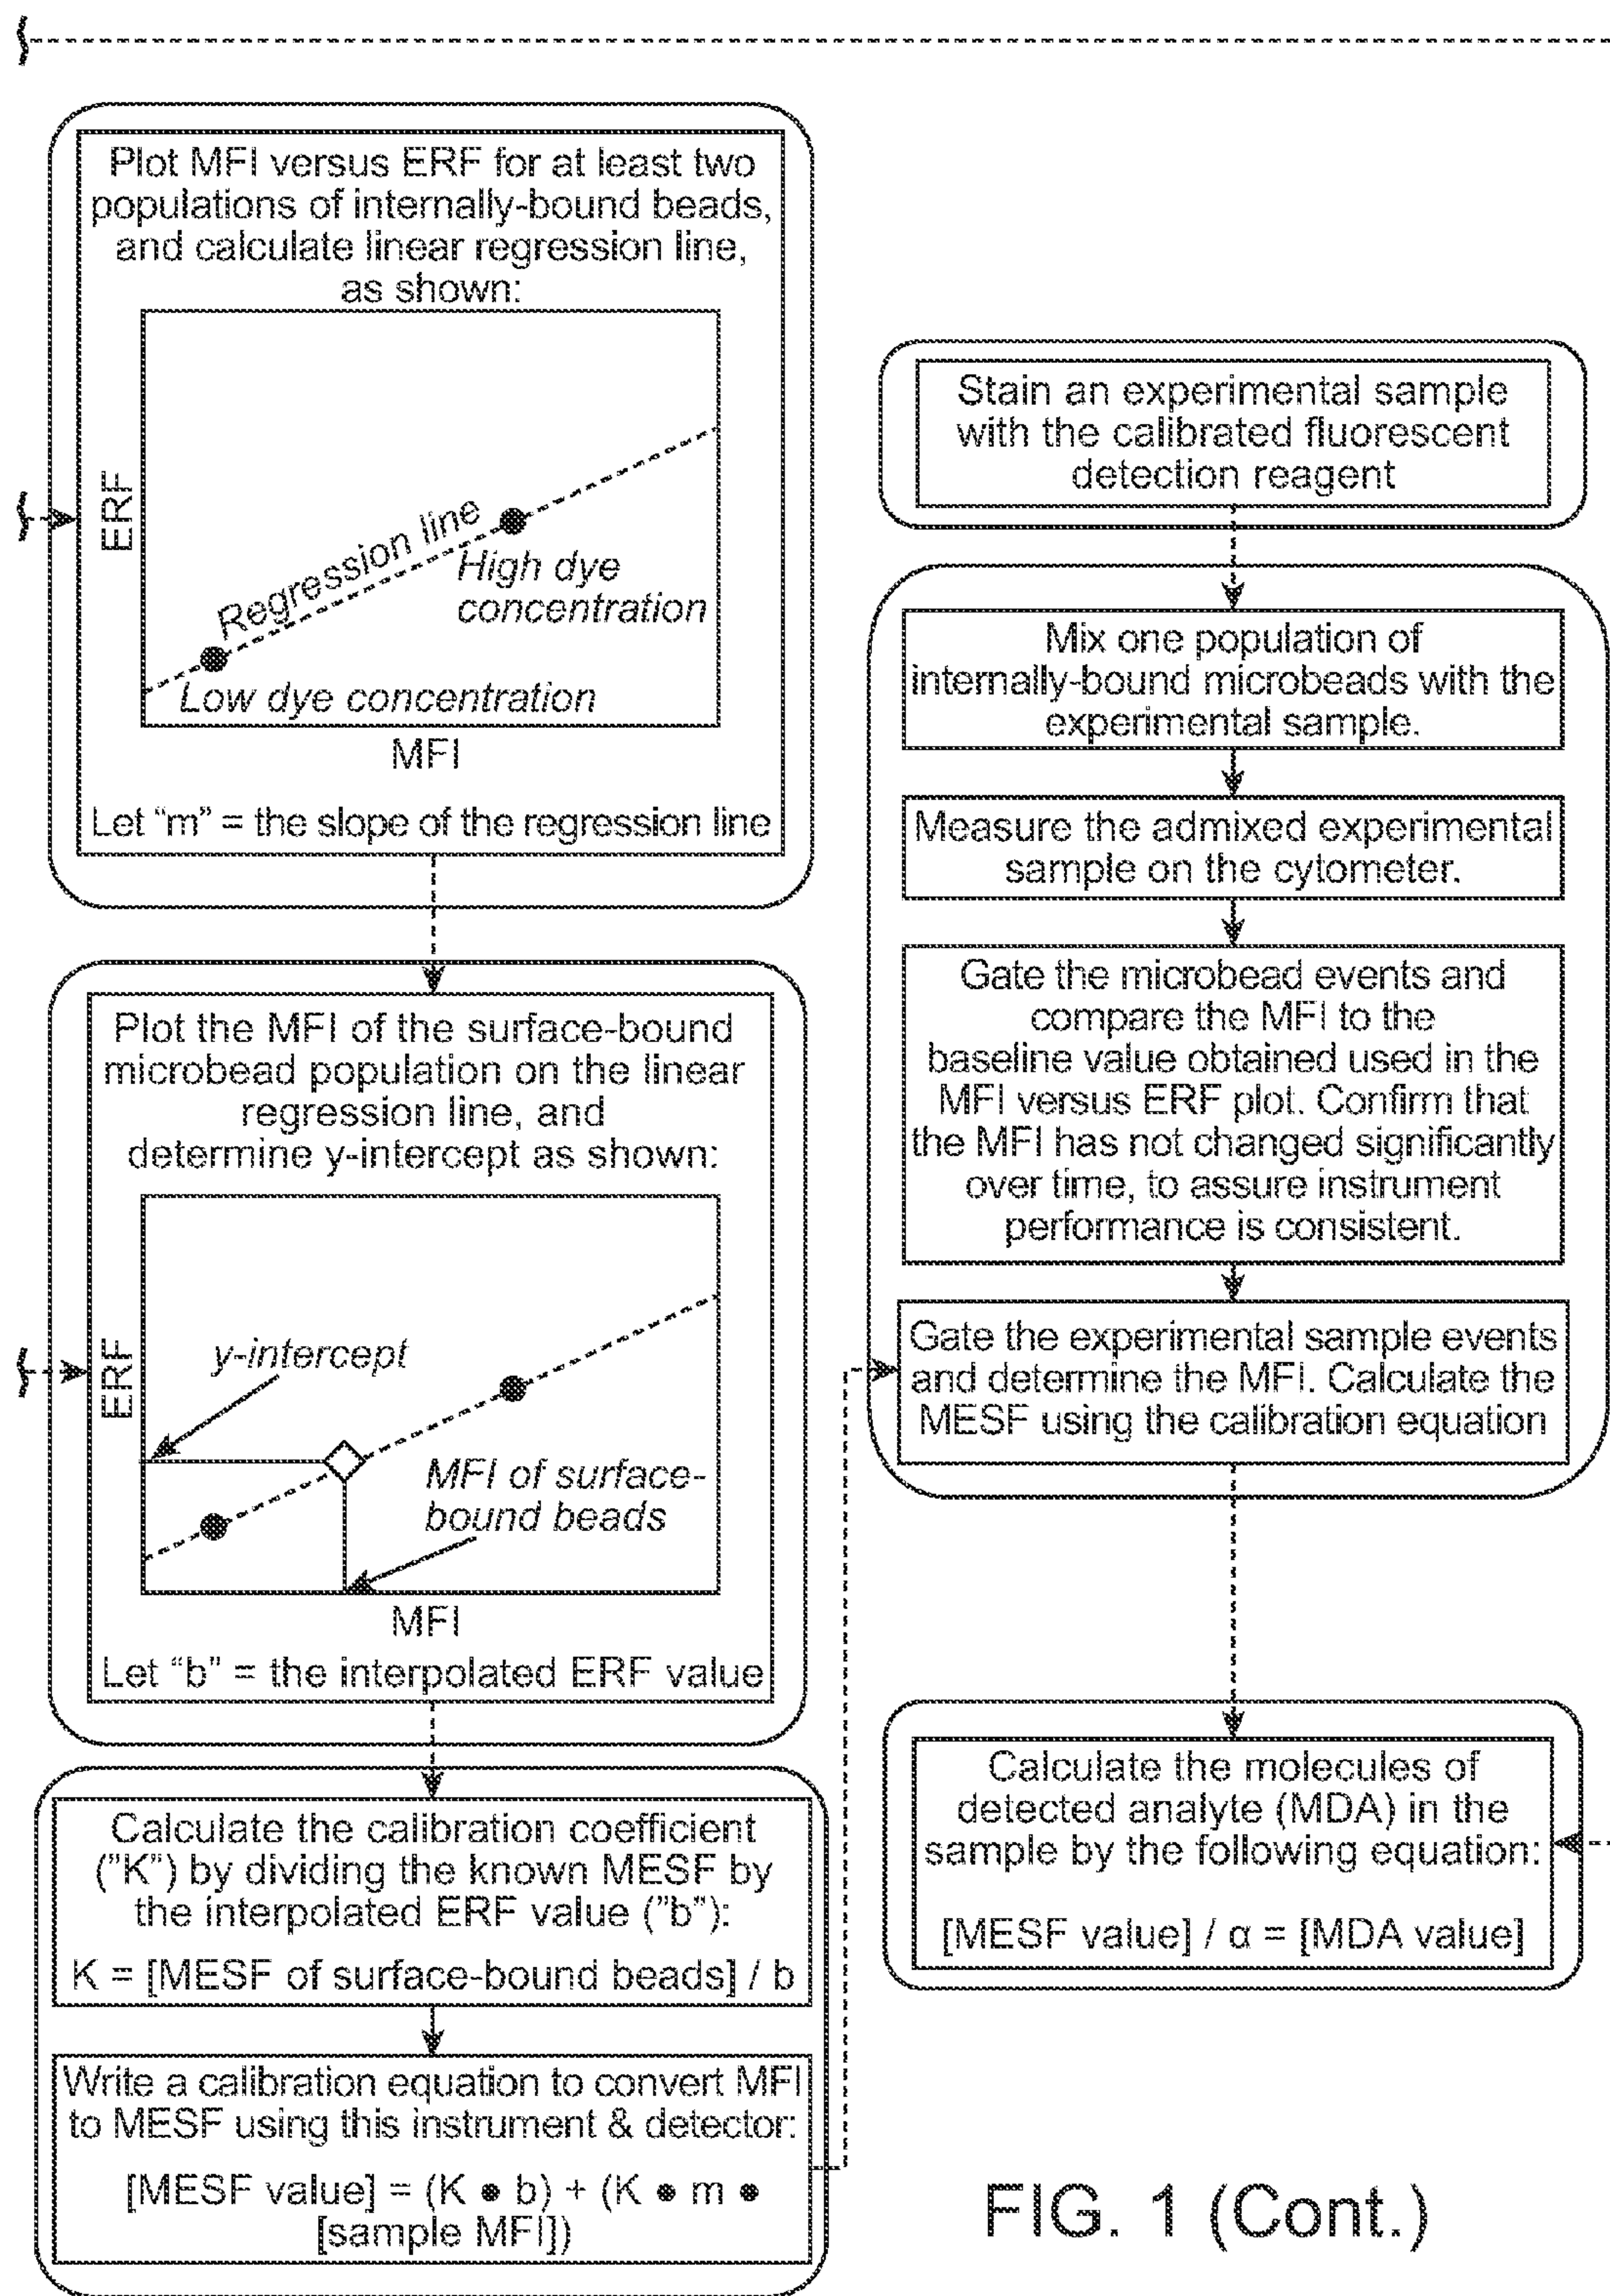 Plot MFI versus ERF for at least two
populations of internally-bound beads,
and calculate linear regression line,
as shown:
ERF
Regression line
High dye
concentration
Low dye concentration
MFI
Let “m” = the slope of the regression line
Plot the MFI of the surface-bound
microbead population on the linear
regression line, and
determine y-intercept as shown:
ERF
y-intercept
MFI of surface-
bound beads
MFI
Let “b” = the interpolated ERF value
Calculate the calibration coefficient
(”K”) by dividing the known MESF by
the interpolated ERF value (”b”):
K = [MESF of surface-bound beads] / b
Write a calibration equation to convert MFI
to MESF using this instrument & detector:
[MESF value] = (K • b) + (K • m •
[sample MFI])
Stain an experimental sample
with the calibrated fluorescent
detection reagent
Mix one population of
internally-bound microbeads with the
experimental sample.
Measure the admixed experimental
sample on the cytometer.
Gate the microbead events and
compare the MFI to the
baseline value obtained used in the
MFI versus ERF plot. Confirm that
the MFI has not changed significantly
over time, to assure instrument
performance is consistent.
Gate the experimental sample events
and determine the MFI. Calculate the
MESF using the calibration equation
Calculate the molecules of
detected analyte (MDA) in the
sample by the following equation:
[MESF value] / α = [MDA value]
FIG. 1 (Cont.)